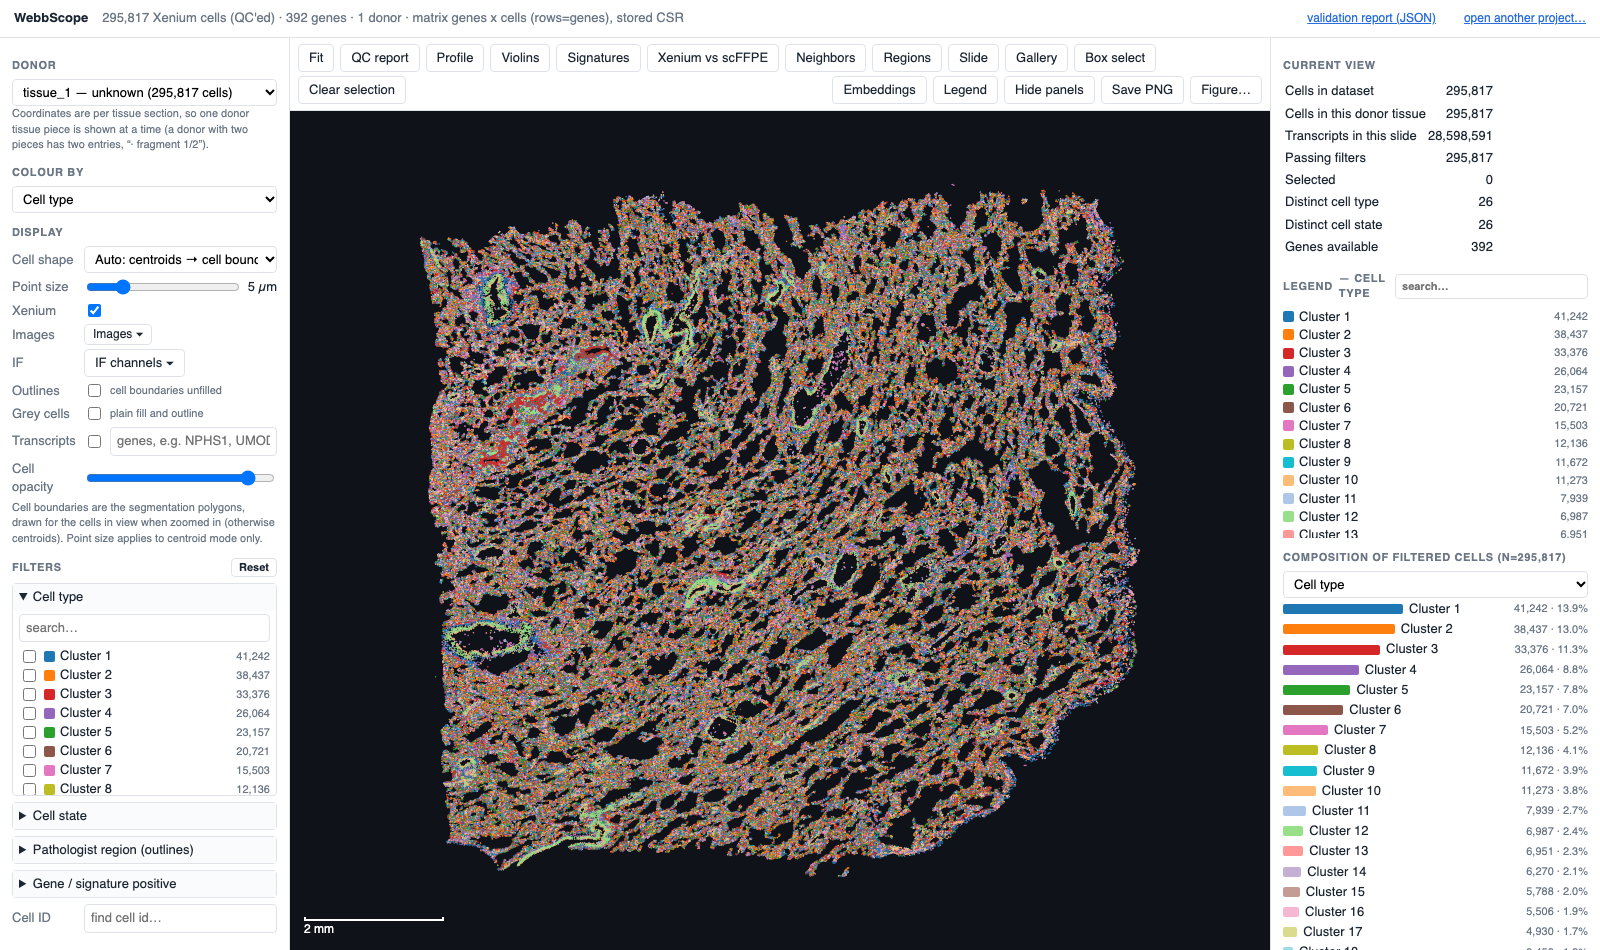 WebbScope 295,817 Xenium cells (QC'ed) · 392 genes · 1 donor · matrix genes x cells (rows=genes), stored CSR validation report (JSON) open another project…
DONOR
tissue_1 — unknown (295,817 cells)
Coordinates are per tissue section, so one donor
tissue piece is shown at a time (a donor with two
pieces has two entries, “· fragment 1/2”).
COLOUR BY
Cell type
DISPLAY
Cell shape Auto: centroids → cell bound
Point size 5 µm
Xenium
Images Images ▾
IF IF channels ▾
Outlines cell boundaries unfilled
Grey cells plain fill and outline
Transcripts genes, e.g. NPHS1, UMOD
Cell
opacity
Cell boundaries are the segmentation polygons,
drawn for the cells in view when zoomed in (otherwise
centroids). Point size applies to centroid mode only.
FILTERS Reset
▼ Cell type
search…
Cluster 1 41,242
Cluster 2 38,437
Cluster 3 33,376
Cluster 4 26,064
Cluster 5 23,157
Cluster 6 20,721
Cluster 7 15,503
Cluster 8 12,136
▶ Cell state
▶ Pathologist region (outlines)
▶ Gene / signature positive
Cell ID find cell id…
Fit QC report Profile Violins Signatures Xenium vs scFFPE Neighbors Regions Slide Gallery Box select
Clear selection Embeddings Legend Hide panels Save PNG Figure…
2 mm
CURRENT VIEW
Cells in dataset 295,817
Cells in this donor tissue 295,817
Transcripts in this slide 28,598,591
Passing filters 295,817
Selected 0
Distinct cell type 26
Distinct cell state 26
Genes available 392
LEGEND — CELL TYPE search…
Cluster 1 41,242
Cluster 2 38,437
Cluster 3 33,376
Cluster 4 26,064
Cluster 5 23,157
Cluster 6 20,721
Cluster 7 15,503
Cluster 8 12,136
Cluster 9 11,672
Cluster 10 11,273
Cluster 11 7,939
Cluster 12 6,987
Cluster 13 6,951
COMPOSITION OF FILTERED CELLS (N=295,817)
Cell type
Cluster 1 41,242 · 13.9%
Cluster 2 38,437 · 13.0%
Cluster 3 33,376 · 11.3%
Cluster 4 26,064 · 8.8%
Cluster 5 23,157 · 7.8%
Cluster 6 20,721 · 7.0%
Cluster 7 15,503 · 5.2%
Cluster 8 12,136 · 4.1%
Cluster 9 11,672 · 3.9%
Cluster 10 11,273 · 3.8%
Cluster 11 7,939 · 2.7%
Cluster 12 6,987 · 2.4%
Cluster 13 6,951 · 2.3%
Cluster 14 6,270 · 2.1%
Cluster 15 5,788 · 2.0%
Cluster 16 5,506 · 1.9%
Cluster 17 4,930 · 1.7%